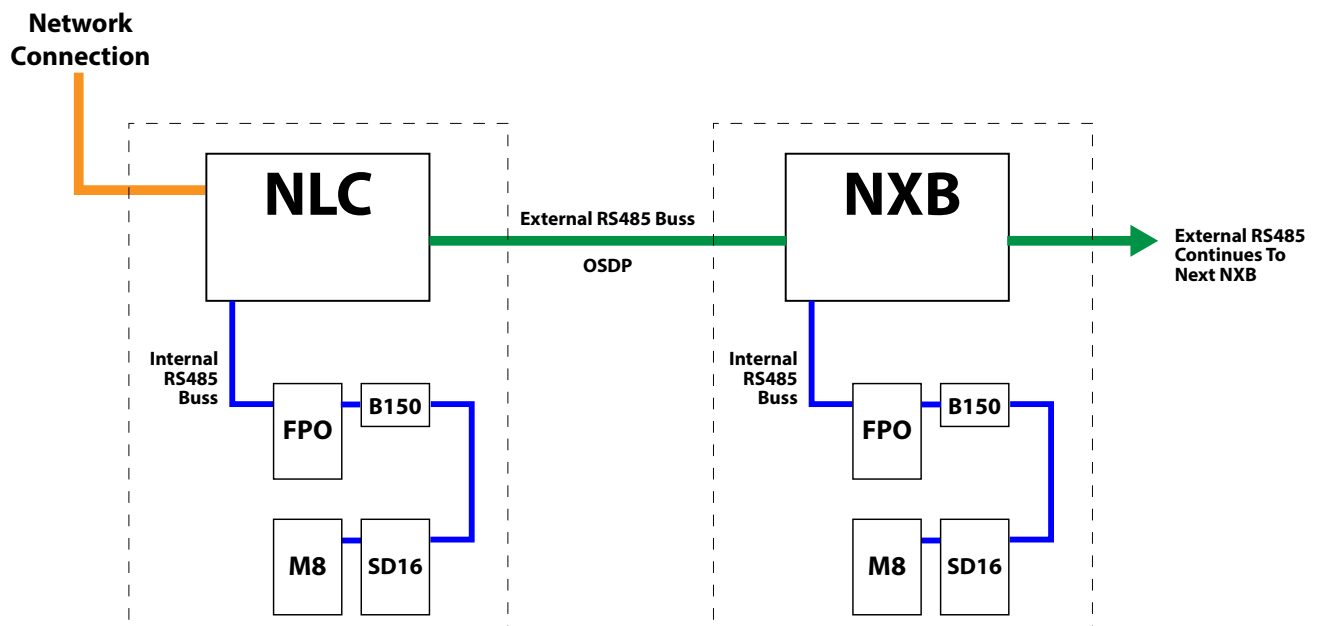 Network
Connection
NLC
NXB
External RS485 Buss
OSDP
External RS485
Continues To
Next NXB
Internal
RS485
Buss
FPO
B150
M8
SD16
Internal
RS485
Buss
FPO
B150
M8
SD16